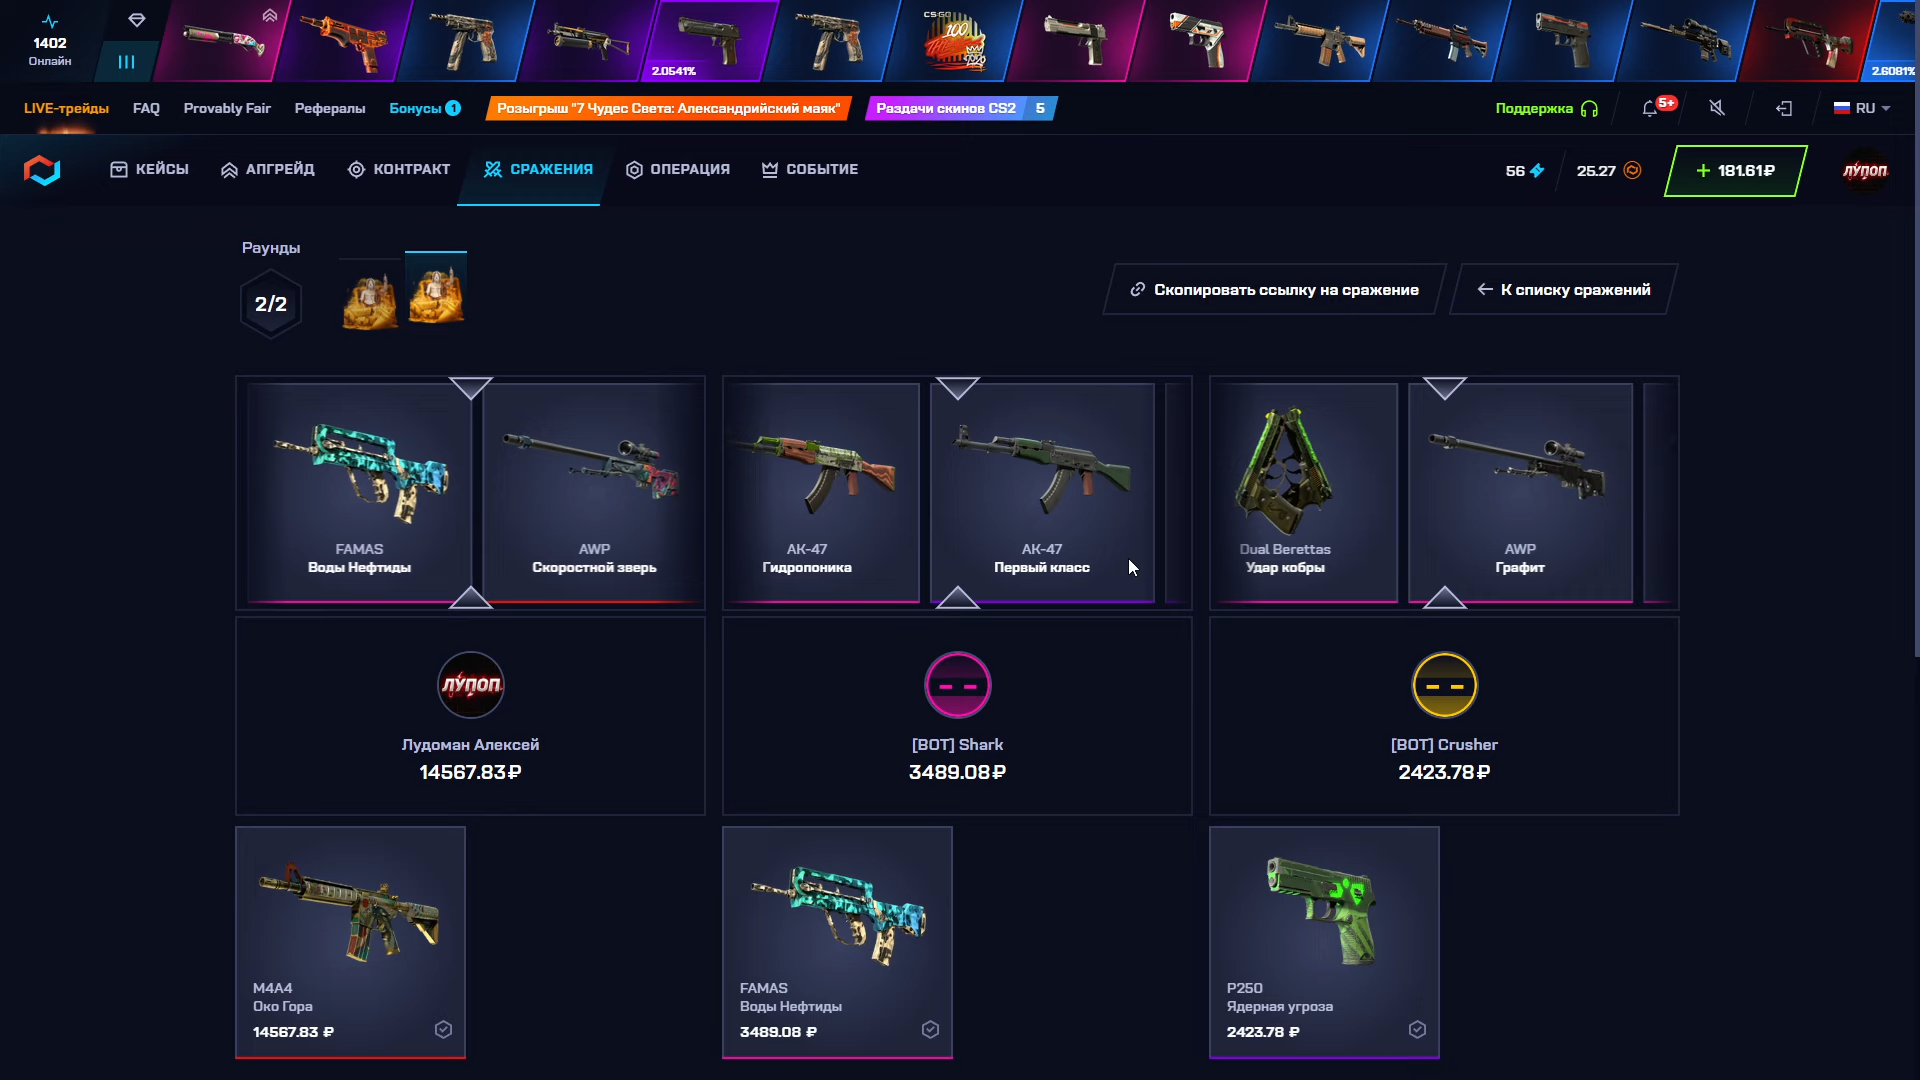 1402
Онлайн
2.0541%
CS:GO
100
2.6081%
LIVE-трейды
FAQ
Provably Fair
Рефералы
Бонусы 1
Розыгрыш "7 Чудес Света: Александрийский маяк"
Раздачи скинов CS2 5
Поддержка
5+
RU
КЕЙСЫ
АПГРЕЙД
КОНТРАКТ
СРАЖЕНИЯ
ОПЕРАЦИЯ
СОБЫТИЕ
56
25.27
+ 181.61₽
ЛУПОП
Раунды
2/2
Скопировать ссылку на сражение
К списку сражений
FAMAS
Воды Нефтиды
AWP
Скоростной зверь
AK-47
Гидропоника
AK-47
Первый класс
Dual Berettas
Удар кобры
AWP
Графит
ЛУПОП
Лудоман Алексей
14567.83₽
[BOT] Shark
3489.08₽
[BOT] Crusher
2423.78₽
M4A4
Око Гора
14567.83 ₽
FAMAS
Воды Нефтиды
3489.08 ₽
P250
Ядерная угроза
2423.78 ₽